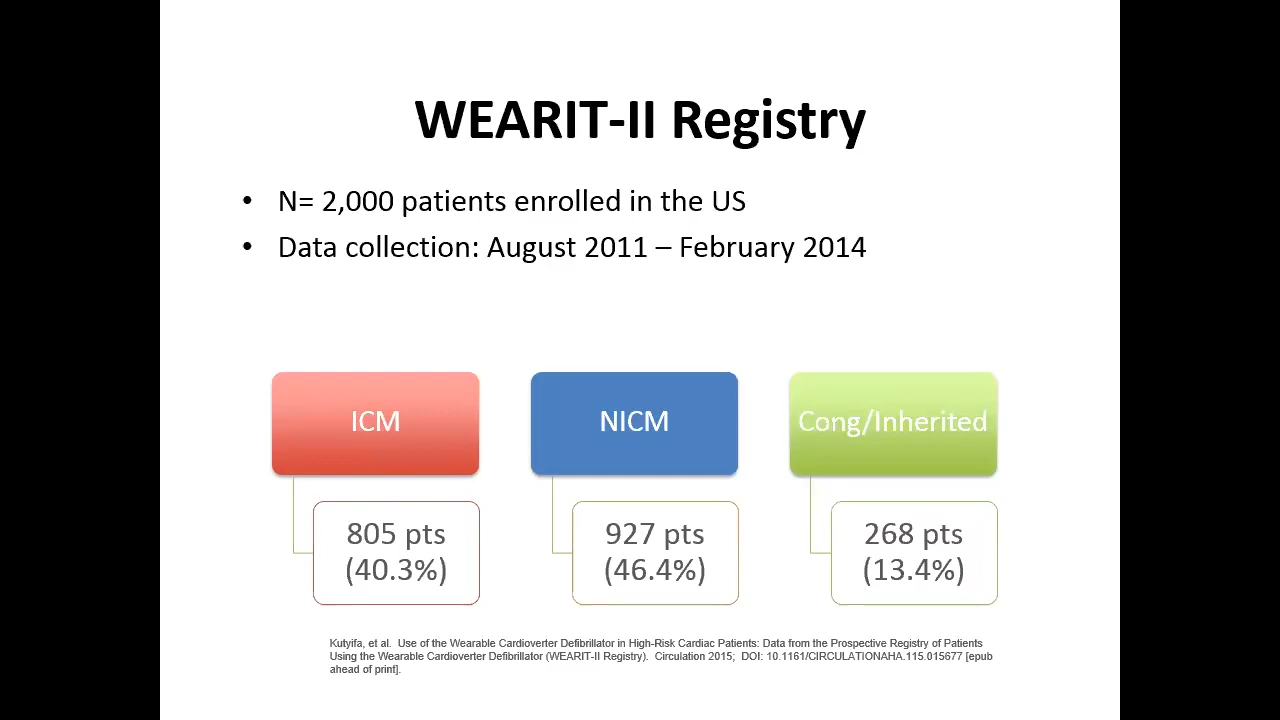 WEARIT-II Registry
• N= 2,000 patients enrolled in the US
• Data collection: August 2011 – February 2014
ICM
NICM
Cong/Inherited
805 pts
(40.3%)
927 pts
(46.4%)
268 pts
(13.4%)
Kutyifa, et al.  Use of the Wearable Cardioverter Defibrillator in High-Risk Cardiac Patients: Data from the Prospective Registry of Patients
Using the Wearable Cardioverter Defibrillator (WEARIT-II Registry).  Circulation 2015;  DOI: 10.1161/CIRCULATIONAHA.115.015677 [epub
ahead of print].